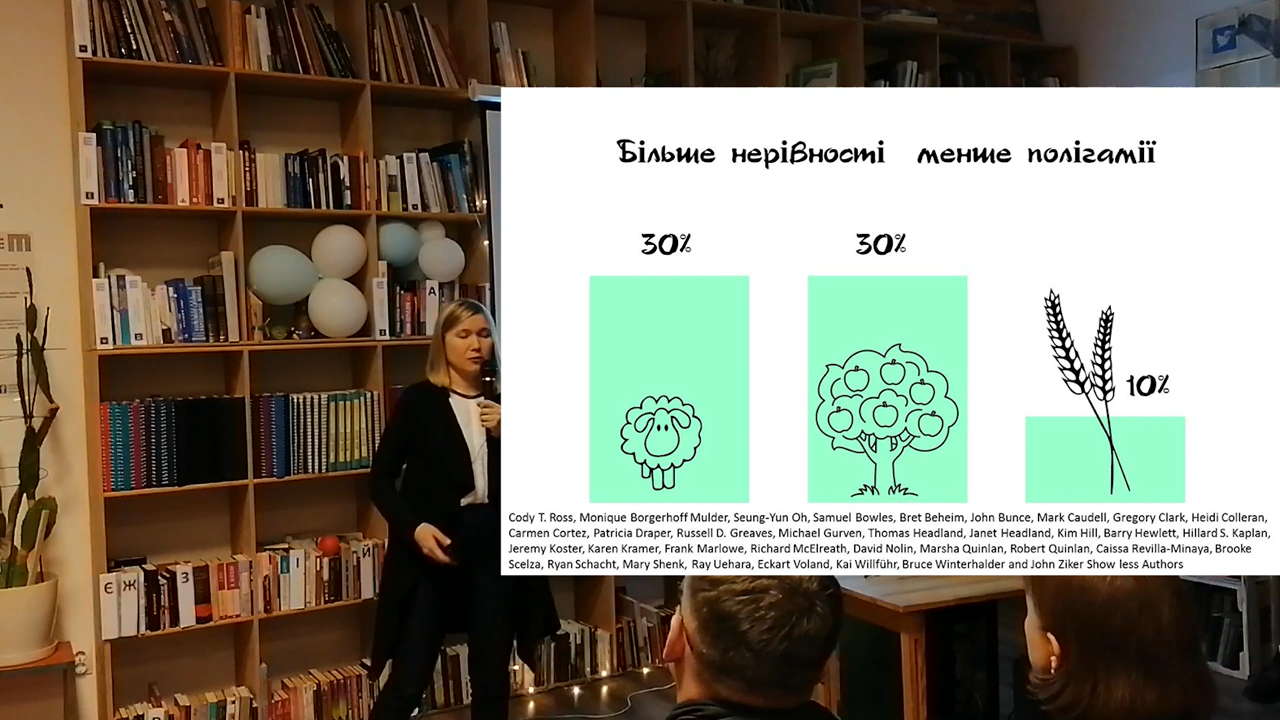 Більше нерівності менше полігамії
30%
30%
10%
Cody T. Ross, Monique Borgerhoff Mulder, Seung-Yun Oh, Samuel Bowles, Bret Beheim, John Bunce, Mark Caudell, Gregory Clark, Heidi Colleran,
Carmen Cortez, Patricia Draper, Russell D. Greaves, Michael Gurven, Thomas Headland, Janet Headland, Kim Hill, Barry Hewlett, Hillard S. Kaplan,
Jeremy Koster, Karen Kramer, Frank Marlowe, Richard McElreath, David Nolin, Marsha Quinlan, Robert Quinlan, Caissa Revilla-Minaya, Brooke
Scelza, Ryan Schacht, Mary Shenk, Ray Uehara, Eckart Voland, Kai Willführ, Bruce Winterhalder and John Ziker Show less Authors
А
Є Ж З І Й